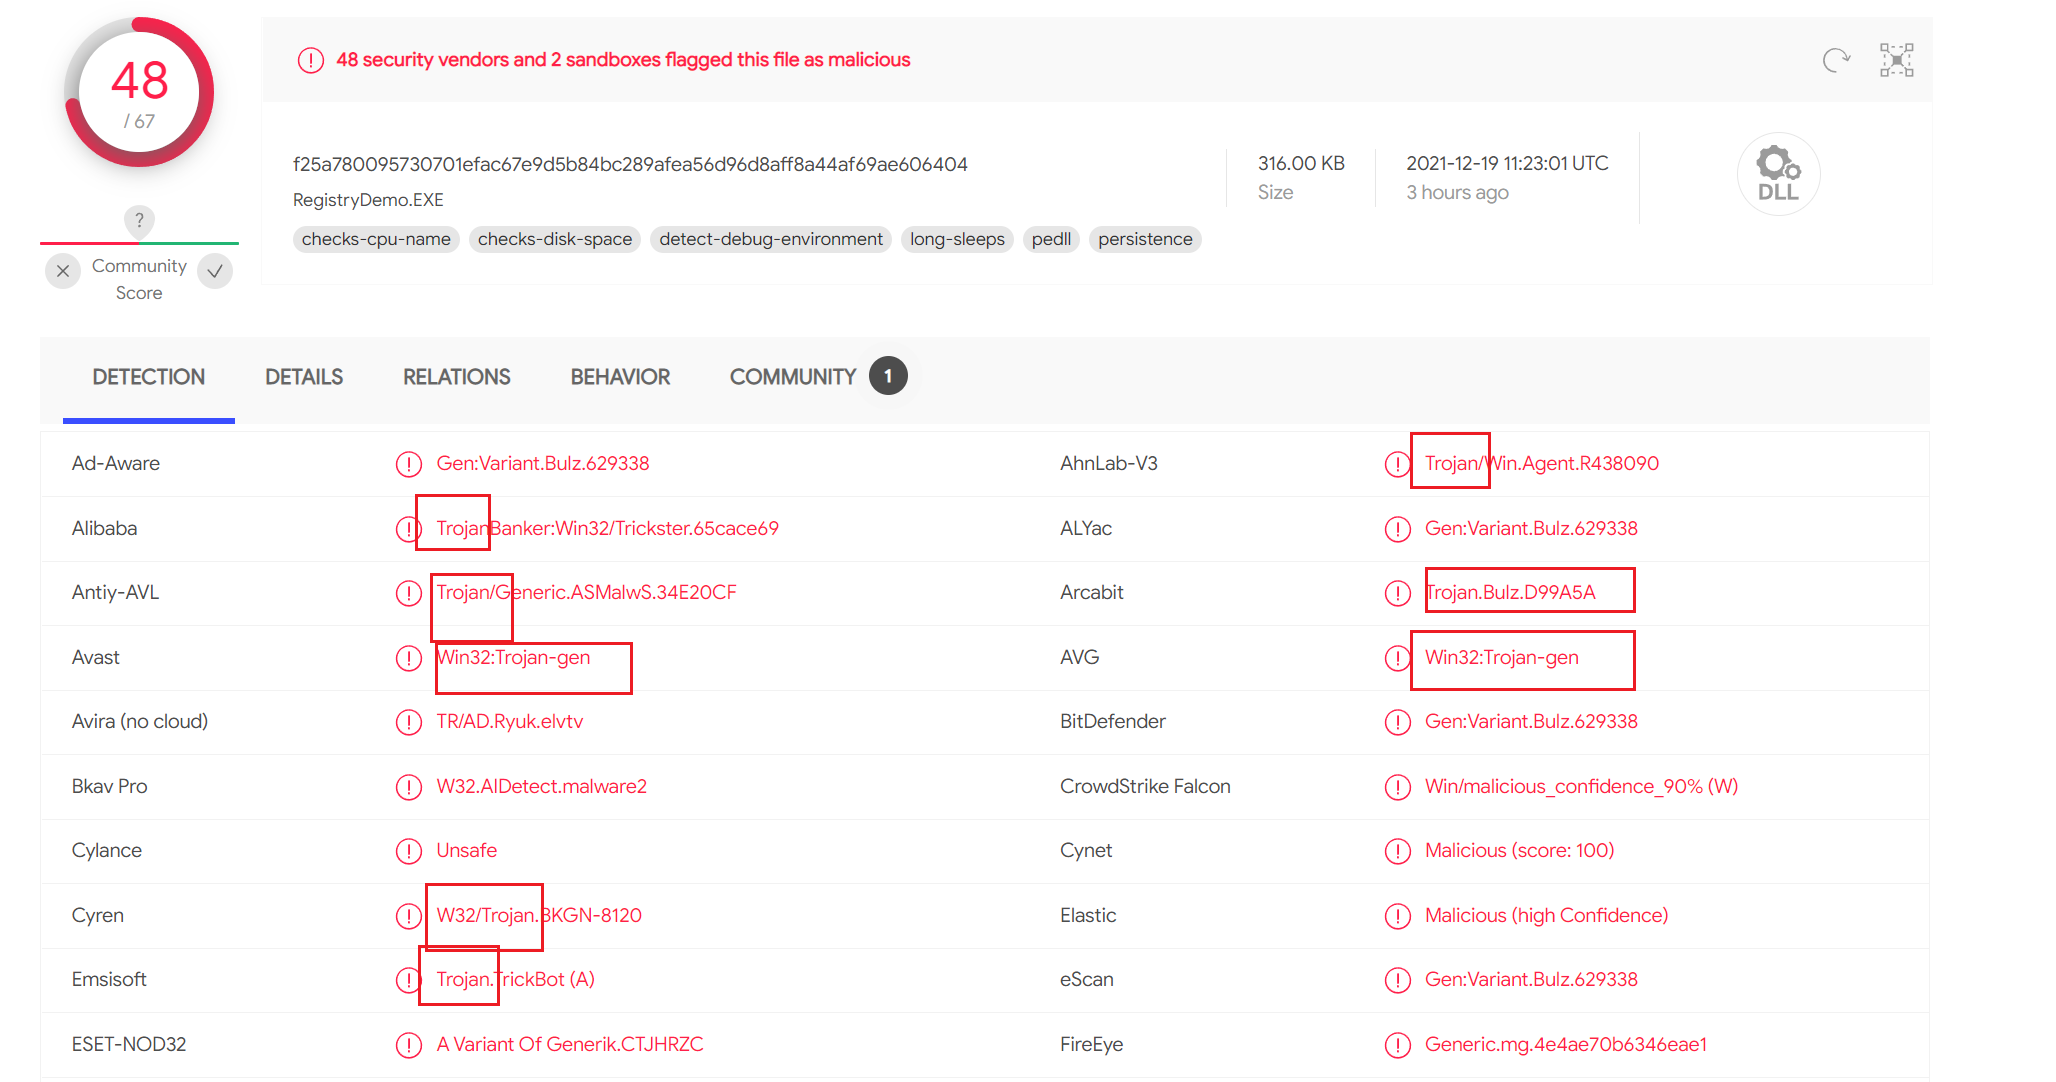 48
/ 67
?
Community
Score
48 security vendors and 2 sandboxes flagged this file as malicious
f25a780095730701efac67e9d5b84bc289afea56d96d8aff8a44af69ae606404
RegistryDemo.EXE
checks-cpu-name checks-disk-space detect-debug-environment long-sleeps pedll persistence
316.00 KB
Size
2021-12-19 11:23:01 UTC
3 hours ago
DLL
DETECTION DETAILS RELATIONS BEHAVIOR COMMUNITY 1
Ad-Aware Gen:Variant.Bulz.629338 AhnLab-V3 Trojan/Win.Agent.R438090
Alibaba TrojanBanker:Win32/Trickster.65cace69 ALYac Gen:Variant.Bulz.629338
Antiy-AVL Trojan/Generic.ASMalwS.34E20CF Arcabit Trojan.Bulz.D99A5A
Avast Win32:Trojan-gen AVG Win32:Trojan-gen
Avira (no cloud) TR/AD.Ryuk.elvtv BitDefender Gen:Variant.Bulz.629338
Bkav Pro W32.AIDetect.malware2 CrowdStrike Falcon Win/malicious_confidence_90% (W)
Cylance Unsafe Cynet Malicious (score: 100)
Cyren W32/Trojan.BKGN-8120 Elastic Malicious (high Confidence)
Emsisoft Trojan.TrickBot (A) eScan Gen:Variant.Bulz.629338
ESET-NOD32 A Variant Of Generik.CTJHRZC FireEye Generic.mg.4e4ae70b6346eae1